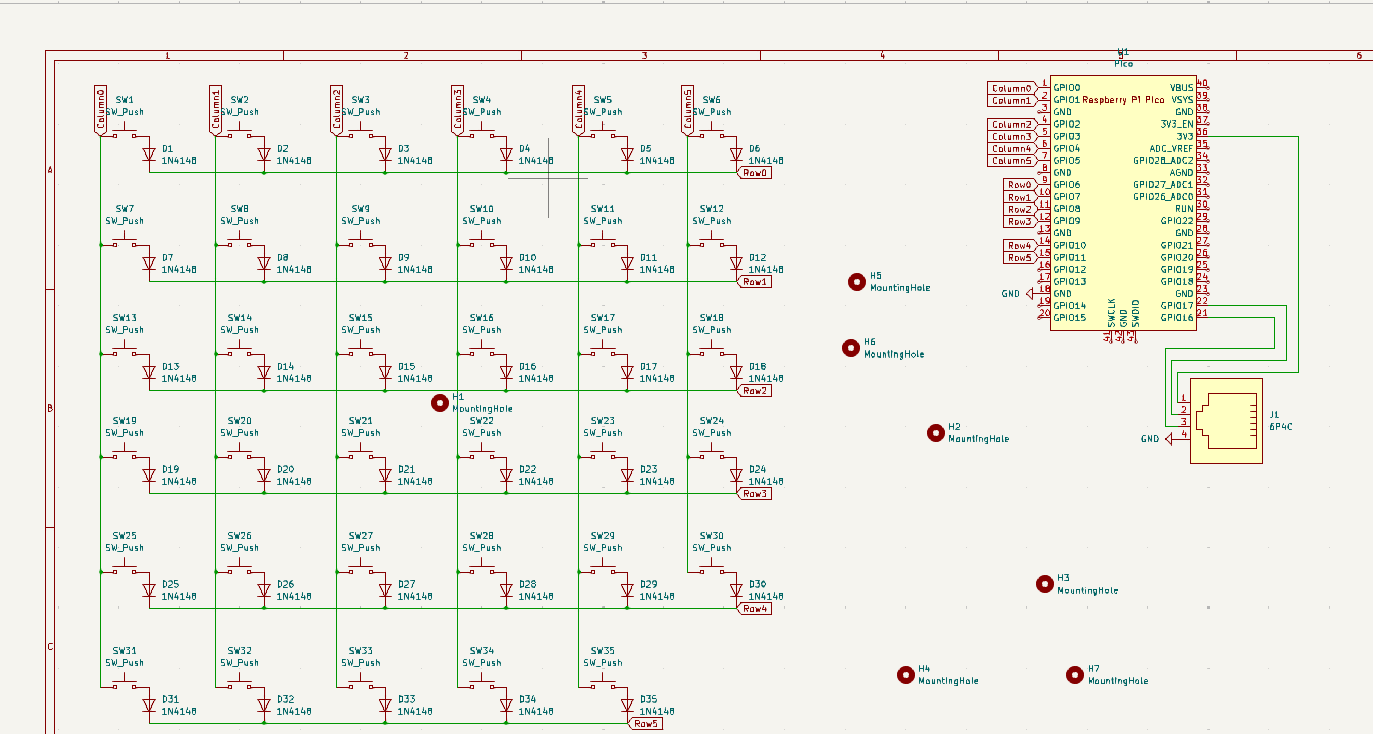 1 2 3 4 5 6
U1
Pico
Column0 Column1 Column2 Column3 Column4 Column5
SW1 SW2 SW3 SW4 SW5 SW6
SW_Push SW_Push SW_Push SW_Push SW_Push SW_Push
D1 D2 D3 D4 D5 D6
1N4148 1N4148 1N4148 1N4148 1N4148 1N4148
Row0
A
SW7 SW8 SW9 SW10 SW11 SW12
SW_Push SW_Push SW_Push SW_Push SW_Push SW_Push
D7 D8 D9 D10 D11 D12
1N4148 1N4148 1N4148 1N4148 1N4148 1N4148
Row1
SW13 SW14 SW15 SW16 SW17 SW18
SW_Push SW_Push SW_Push SW_Push SW_Push SW_Push
D13 D14 D15 D16 D17 D18
1N4148 1N4148 1N4148 1N4148 1N4148 1N4148
Row2
B
H1
MountingHole
SW19 SW20 SW21 SW22 SW23 SW24
SW_Push SW_Push SW_Push SW_Push SW_Push SW_Push
D19 D20 D21 D22 D23 D24
1N4148 1N4148 1N4148 1N4148 1N4148 1N4148
Row3
SW25 SW26 SW27 SW28 SW29 SW30
SW_Push SW_Push SW_Push SW_Push SW_Push SW_Push
D25 D26 D27 D28 D29 D30
1N4148 1N4148 1N4148 1N4148 1N4148 1N4148
Row4
C
SW31 SW32 SW33 SW34 SW35
SW_Push SW_Push SW_Push SW_Push SW_Push
D31 D32 D33 D34 D35
1N4148 1N4148 1N4148 1N4148 1N4148
Row5
Column0 1 GPIO0 VBUS 40
Column1 2 GPIO1 Raspberry Pi Pico VSYS 39
3 GND GND 38
Column2 4 GPIO2 3V3_EN 37
Column3 5 GPIO3 3V3 36
Column4 6 GPIO4 ADC_VREF 35
Column5 7 GPIO5 GPIO28_ADC2 34
8 GND AGND 33
Row0 9 GPIO6 GPIO27_ADC1 32
Row1 10 GPIO7 GPIO26_ADC0 31
Row2 11 GPIO8 RUN 30
Row3 12 GPIO9 GPIO22 29
13 GND GND 28
Row4 14 GPIO10 GPIO21 27
Row5 15 GPIO11 GPIO20 26
16 GPIO12 GPIO19 25
17 GPIO13 GPIO18 24
GND 18 GND GND 23
19 GPIO14 GPIO17 22
20 GPIO15 GPIO16 21
SWCLK GND SWDIO
41 42 43
H5
MountingHole
H6
MountingHole
H2
MountingHole
1
2
3
GND 4
J1
6P4C
H3
MountingHole
H4
MountingHole
H7
MountingHole